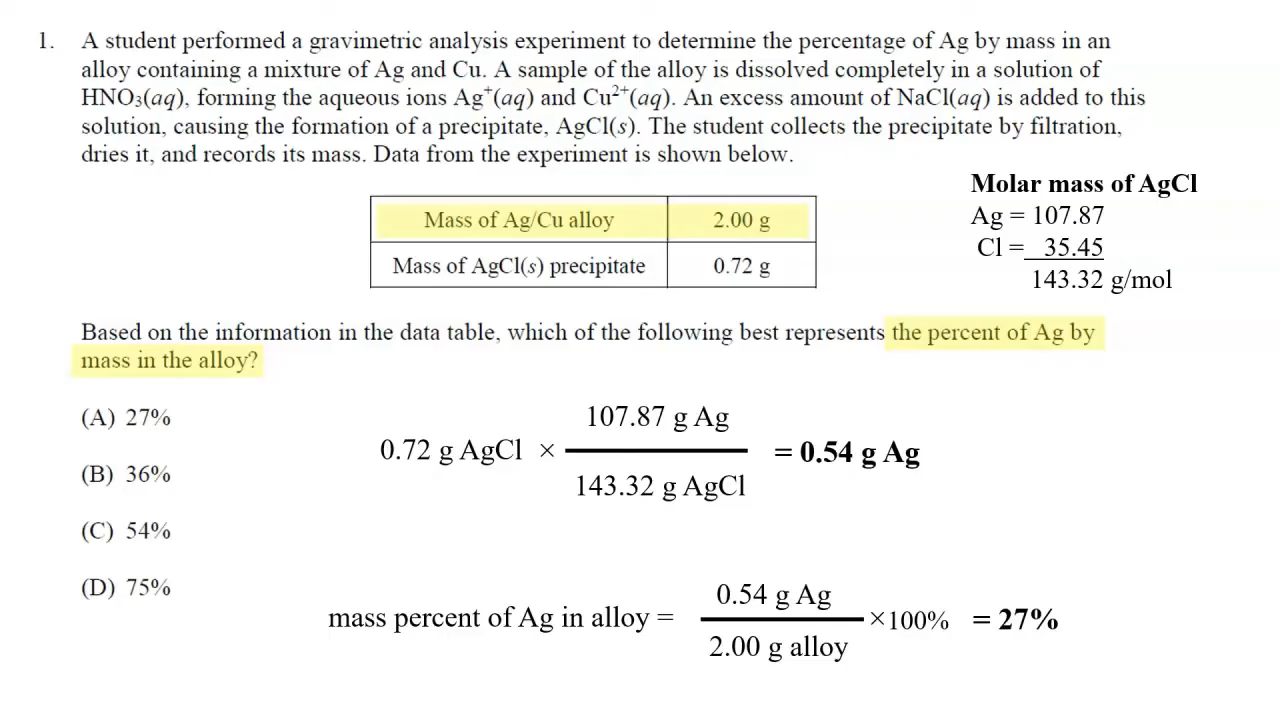 1. A student performed a gravimetric analysis experiment to determine the percentage of Ag by mass in an
alloy containing a mixture of Ag and Cu. A sample of the alloy is dissolved completely in a solution of
HNO₃(aq), forming the aqueous ions Ag⁺(aq) and Cu²⁺(aq). An excess amount of NaCl(aq) is added to this
solution, causing the formation of a precipitate, AgCl(s). The student collects the precipitate by filtration,
dries it, and records its mass. Data from the experiment is shown below.
Mass of Ag/Cu alloy 2.00 g
Mass of AgCl(s) precipitate 0.72 g
Molar mass of AgCl
Ag = 107.87
Cl = 35.45
143.32 g/mol
Based on the information in the data table, which of the following best represents the percent of Ag by
mass in the alloy?
(A) 27%
(B) 36%
(C) 54%
(D) 75%
107.87 g Ag
0.72 g AgCl × = 0.54 g Ag
143.32 g AgCl
0.54 g Ag
mass percent of Ag in alloy = ×100% = 27%
2.00 g alloy